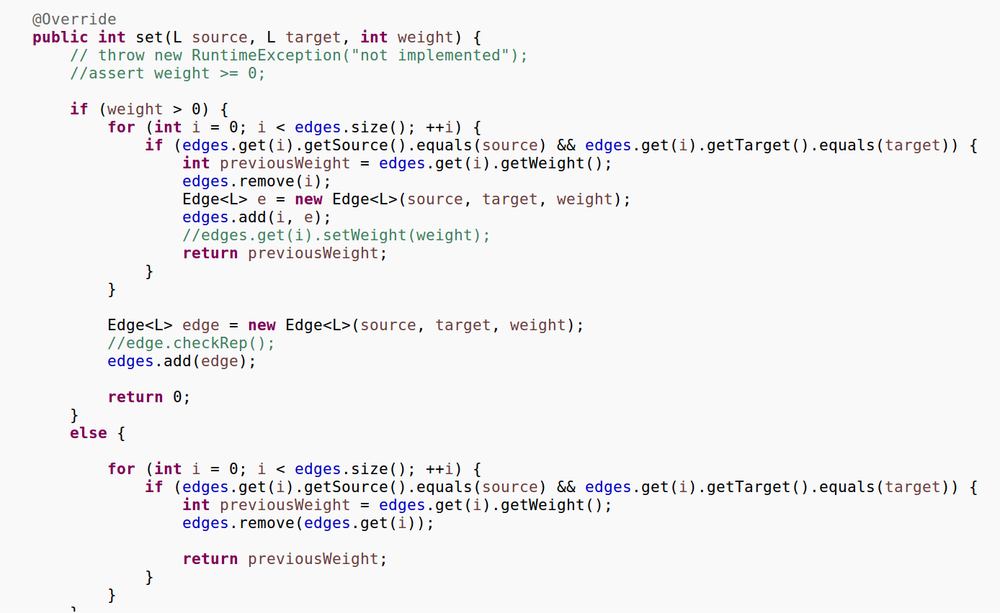 @Override
public int set(L source, L target, int weight) {
// throw new RuntimeException("not implemented");
//assert weight >= 0;
if (weight > 0) {
for (int i = 0; i < edges.size(); ++i) {
if (edges.get(i).getSource().equals(source) && edges.get(i).getTarget().equals(target)) {
int previousWeight = edges.get(i).getWeight();
edges.remove(i);
Edge<L> e = new Edge<L>(source, target, weight);
edges.add(i, e);
//edges.get(i).setWeight(weight);
return previousWeight;
}
}
Edge<L> edge = new Edge<L>(source, target, weight);
//edge.checkRep();
edges.add(edge);
return 0;
}
else {
for (int i = 0; i < edges.size(); ++i) {
if (edges.get(i).getSource().equals(source) && edges.get(i).getTarget().equals(target)) {
int previousWeight = edges.get(i).getWeight();
edges.remove(edges.get(i));
return previousWeight;
}
}
}